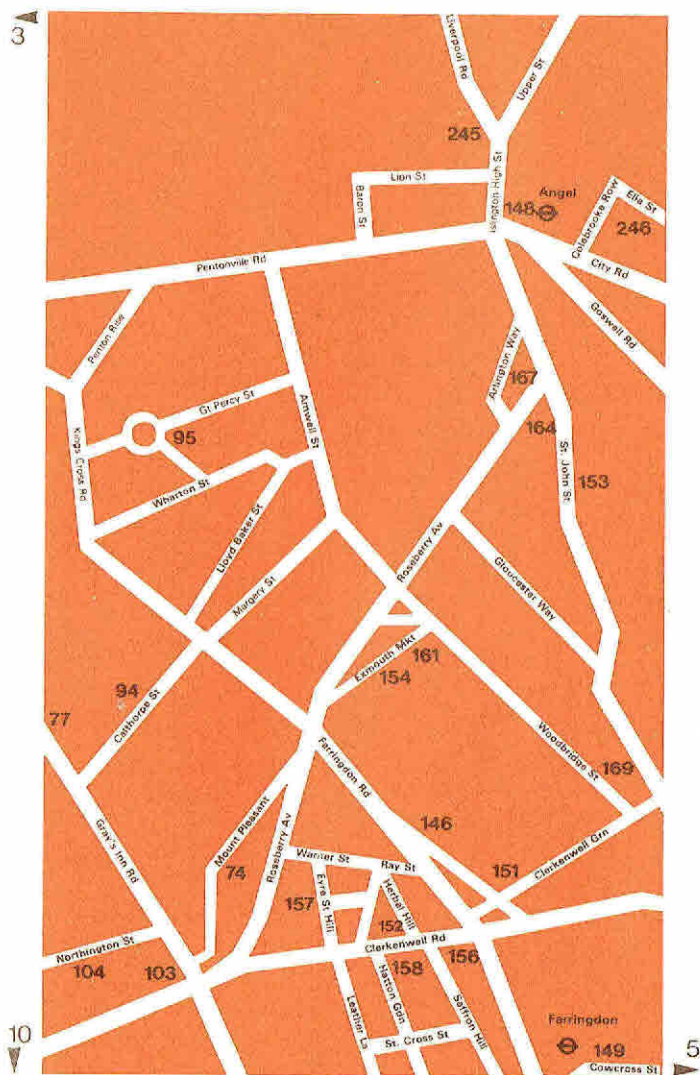 3
Liverpool Rd
Upper St
245
Islington High St
Lion St
Baron St
Angel
148
Colebrooke Row
Elia St
246
City Rd
Pentonville Rd
Goswell Rd
Penton Rise
Arlington Way
167
Gt Percy St
Amwell St
95
164
Kings Cross Rd
St. John St
153
Wharton St
Lloyd Baker St
Roseberry Av
Gloucester Way
Margery St
Exmouth Mkt
161
154
94
Calthorpe St
77
Woodbridge St
169
Farringdon Rd
Gray's Inn Rd
Mount Pleasant
Roseberry Av
146
74
Warner St
Ray St
151
Clerkenwell Grn
157
Eyre St Hill
Herbal Hill
152
Northington St
104
103
Clerkenwell Rd
156
158
Hatton Gdn
Leather La
Saffron Hill
St. Cross St
Farringdon
149
10
5
Cowcross St